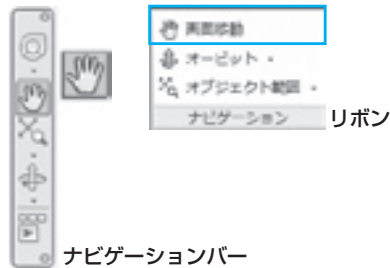 画面移動
オービット
オブジェクト範囲
ナビゲーション
リボン
ナビゲーションバー